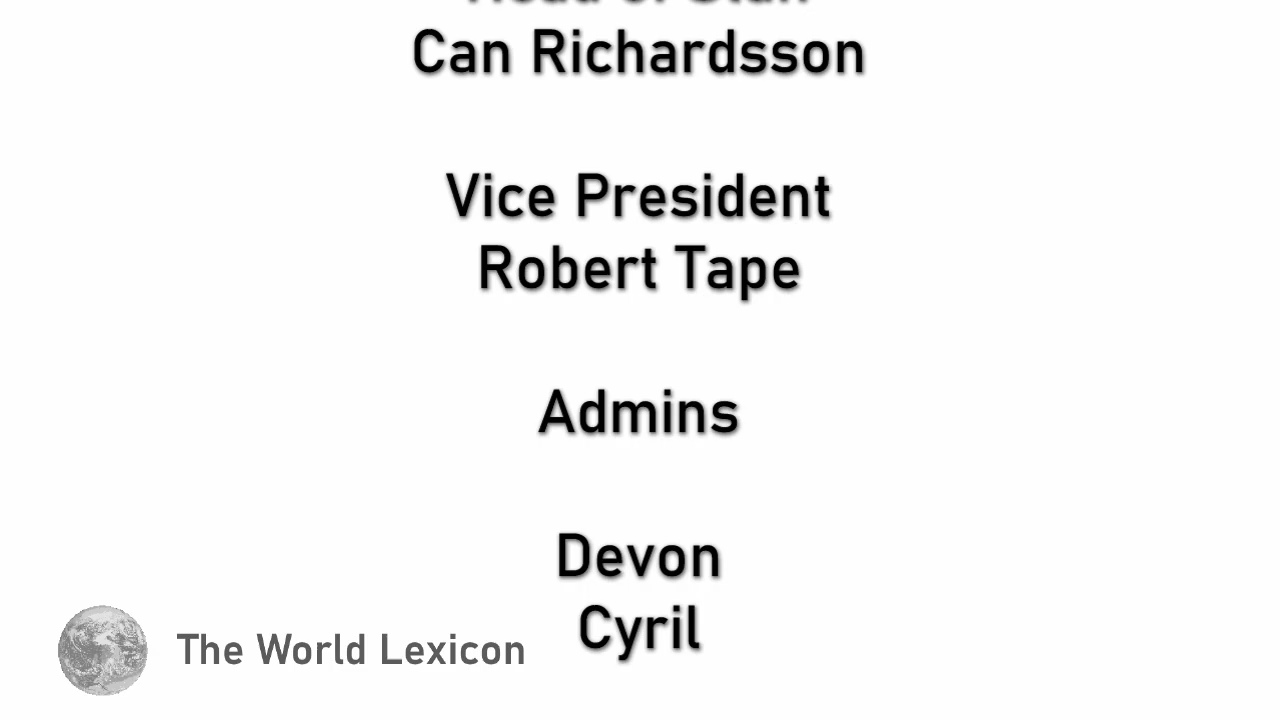 Can Richardsson
Vice President
Robert Tape
Admins
Devon
Cyril
The World Lexicon